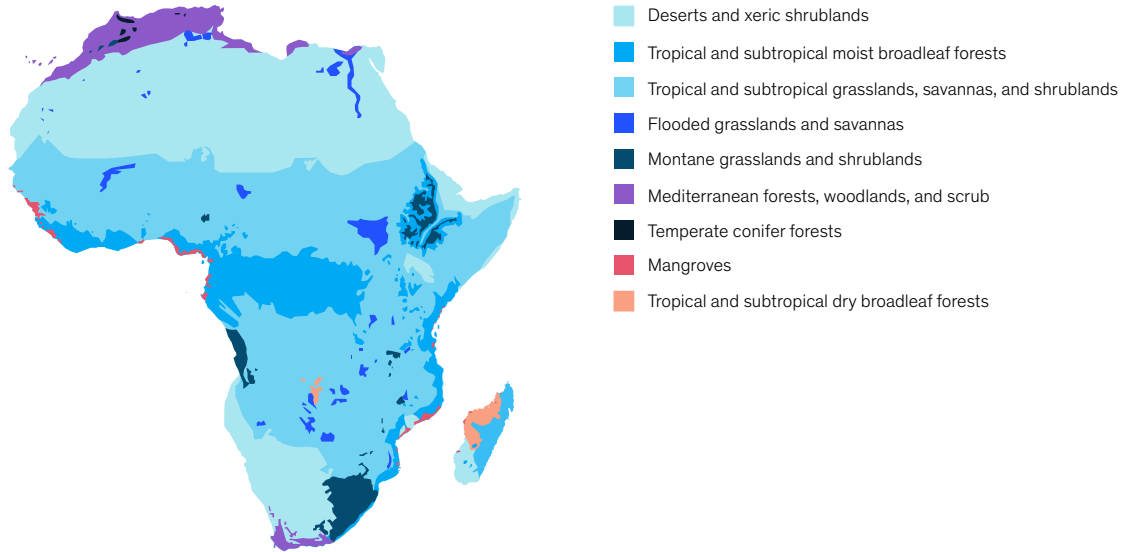 Deserts and xeric shrublands
Tropical and subtropical moist broadleaf forests
Tropical and subtropical grasslands, savannas, and shrublands
Flooded grasslands and savannas
Montane grasslands and shrublands
Mediterranean forests, woodlands, and scrub
Temperate conifer forests
Mangroves
Tropical and subtropical dry broadleaf forests